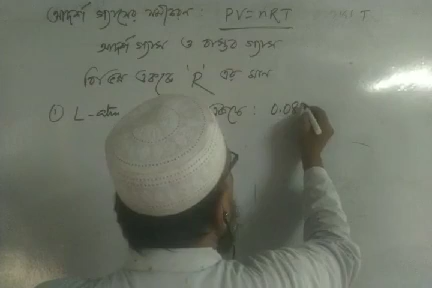 আদর্শ গ্যাসের সমীকরণ : PV=nRT
আদর্শ গ্যাস ও বাস্তব গ্যাস
বিভিন্ন এককে 'R' এর মান
① L-atm এককে : 0.08